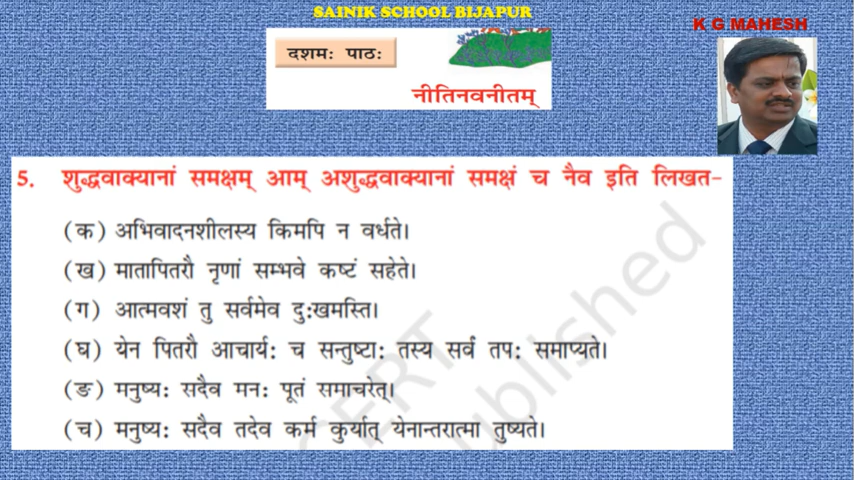 SAINIK SCHOOL BIJAPUR
K G MAHESH
दशमः पाठः
नीतिनवनीतम्
5. शुद्धवाक्यानां समक्षम् आम् अशुद्धवाक्यानां समक्षं च नैव इति लिखत-
(क) अभिवादनशीलस्य किमपि न वर्धते।
(ख) मातापितरौ नृणां सम्भवे कष्टं सहेते।
(ग) आत्मवशं तु सर्वमेव दुःखमस्ति।
(घ) येन पितरौ आचार्यः च सन्तुष्टाः तस्य सर्वं तपः समाप्यते।
(ङ) मनुष्यः सदैव मनः पूतं समाचरेत्।
(च) मनुष्यः सदैव तदेव कर्म कुर्यात् येनान्तरात्मा तुष्यते।